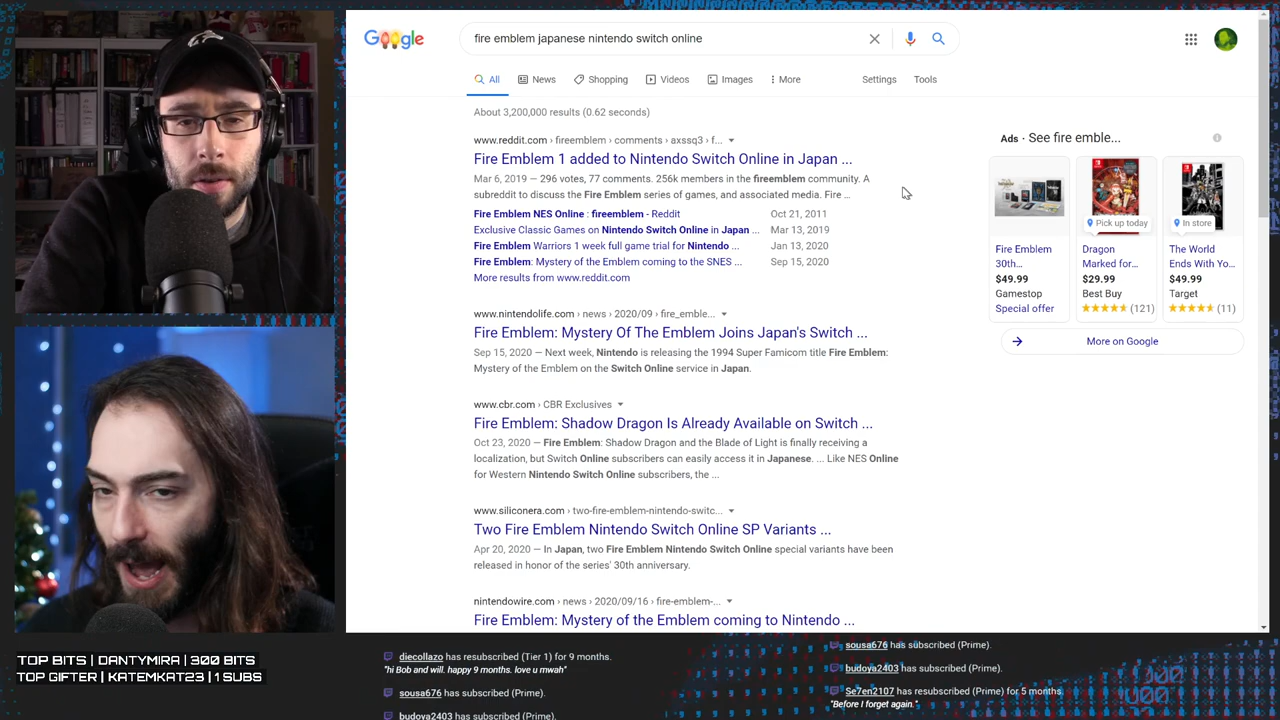 Google
fire emblem japanese nintendo switch online
All
News
Shopping
Videos
Images
More
Settings
Tools
About 3,200,000 results (0.62 seconds)
www.reddit.com › fireemblem › comments › axssq3 › f...
Fire Emblem 1 added to Nintendo Switch Online in Japan ...
Mar 6, 2019 — 296 votes, 77 comments. 256k members in the fireemblem community. A
subreddit to discuss the Fire Emblem series of games, and associated media. Fire ...
Fire Emblem NES Online : fireemblem - Reddit Oct 21, 2011
Exclusive Classic Games on Nintendo Switch Online in Japan ... Mar 13, 2019
Fire Emblem Warriors 1 week full game trial for Nintendo ... Jan 13, 2020
Fire Emblem: Mystery of the Emblem coming to the SNES ... Sep 15, 2020
More results from www.reddit.com
www.nintendolife.com › news › 2020/09 › fire_emble...
Fire Emblem: Mystery Of The Emblem Joins Japan's Switch ...
Sep 15, 2020 — Next week, Nintendo is releasing the 1994 Super Famicom title Fire Emblem:
Mystery of the Emblem on the Switch Online service in Japan.
www.cbr.com › CBR Exclusives
Fire Emblem: Shadow Dragon Is Already Available on Switch ...
Oct 23, 2020 — Fire Emblem: Shadow Dragon and the Blade of Light is finally receiving a
localization, but Switch Online subscribers can easily access it in Japanese. ... Like NES Online
for Western Nintendo Switch Online subscribers, the ...
www.siliconera.com › two-fire-emblem-nintendo-switc...
Two Fire Emblem Nintendo Switch Online SP Variants ...
Apr 20, 2020 — In Japan, two Fire Emblem Nintendo Switch Online special variants have been
released in honor of the series' 30th anniversary.
nintendowire.com › news › 2020/09/16 › fire-emblem-...
Fire Emblem: Mystery of the Emblem coming to Nintendo ...
Ads · See fire emble...
Pick up today
In store
Fire Emblem
30th...
$49.99
Gamestop
Special offer
Dragon
Marked for...
$29.99
Best Buy
(121)
The World
Ends With Yo...
$49.99
Target
(11)
More on Google
TOP BITS | DANTYMIRA | 300 BITS
TOP GIFTER | KATEMKAT23 | 1 SUBS
diecollazo has resubscribed (Tier 1) for 9 months.
"hi Bob and will. happy 9 months. love u mwah"
sousa676 has subscribed (Prime).
budoya2403 has subscribed (Prime).
sousa676 has subscribed (Prime).
budoya2403 has subscribed (Prime).
Se7en2107 has resubscribed (Prime) for 5 months.
"Before I forget again."